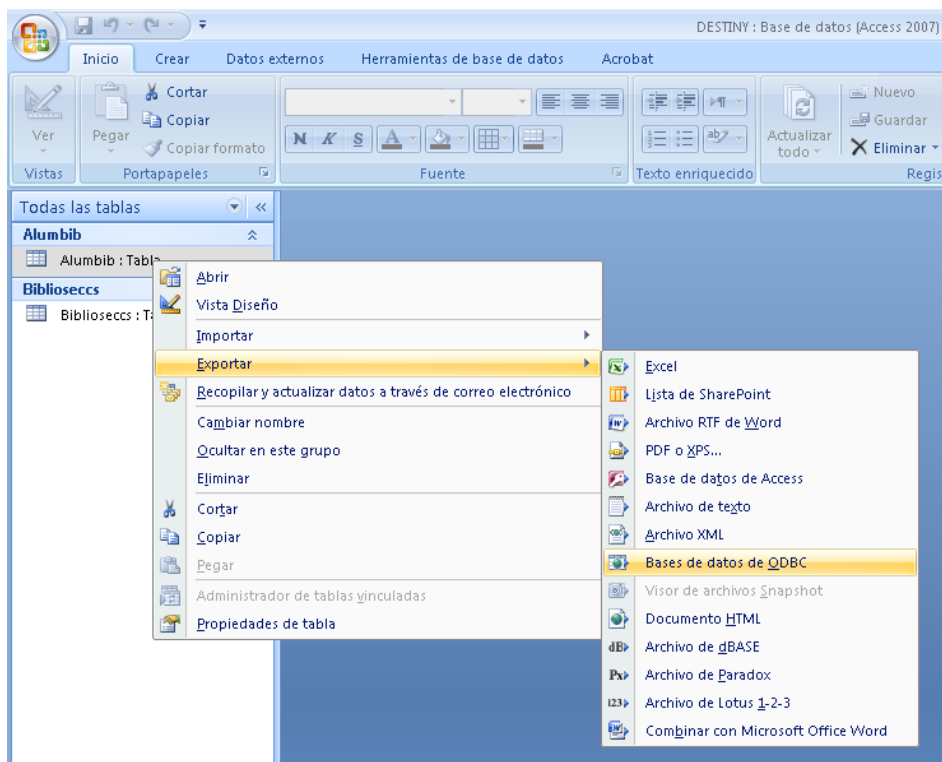 DESTINY : Base de datos (Access 2007)
Inicio Crear Datos externos Herramientas de base de datos Acrobat
Ver
Vistas
Pegar
Cortar
Copiar
Copiar formato
Portapapeles
N K S A
Fuente
ab
Texto enriquecido
Actualizar todo
Nuevo
Guardar
Eliminar
Regis
Todas las tablas
Alumbib
Alumbib : Tabla
Biblioseccs
Biblioseccs : Ta
Abrir
Vista Diseño
Importar
Exportar
Recopilar y actualizar datos a través de correo electrónico
Cambiar nombre
Ocultar en este grupo
Eliminar
Cortar
Copiar
Pegar
Administrador de tablas vinculadas
Propiedades de tabla
Excel
Lista de SharePoint
Archivo RTF de Word
PDF o XPS...
Base de datos de Access
Archivo de texto
Archivo XML
Bases de datos de ODBC
Visor de archivos Snapshot
Documento HTML
dB Archivo de dBASE
Px Archivo de Paradox
123 Archivo de Lotus 1-2-3
Combinar con Microsoft Office Word